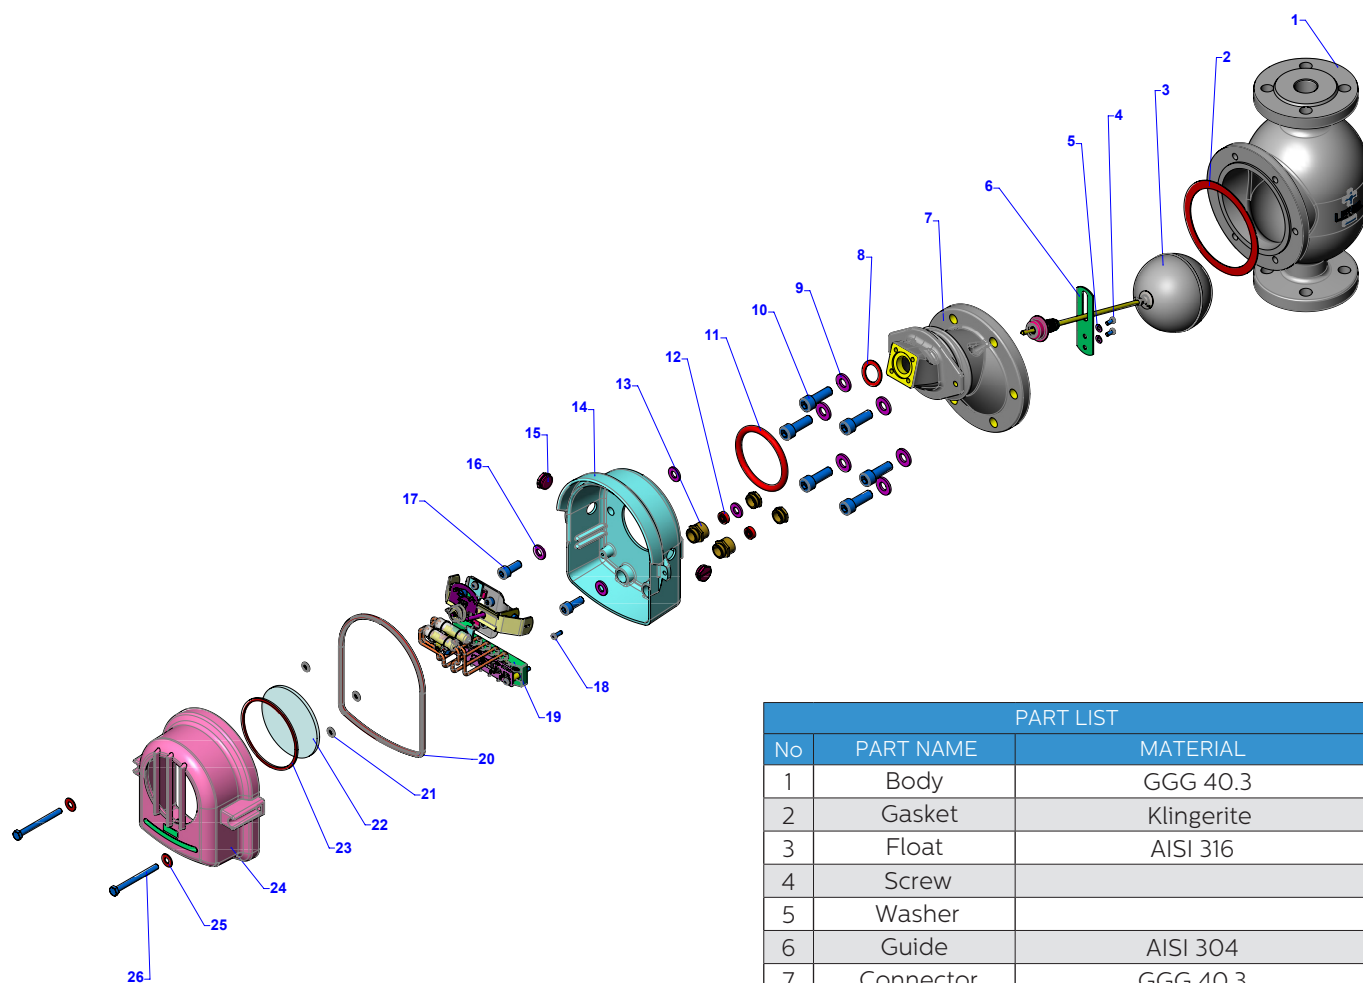 1
2
3
4
5
6
7
8
9
10
11
12
13
14
15
16
17
18
19
20
21
22
23
24
25
26
PART LIST
No PART NAME MATERIAL
1 Body GGG 40.3
2 Gasket Klingerite
3 Float AISI 316
4 Screw
5 Washer
6 Guide AISI 304
7 Connector GGG 40.3